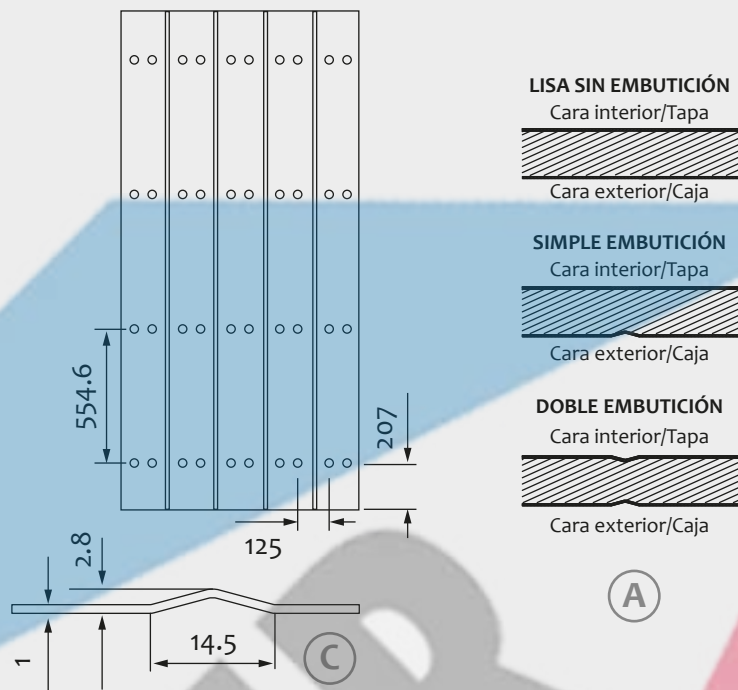 LISA SIN EMBUTICIÓN
Cara interior/Tapa
Cara exterior/Caja
SIMPLE EMBUTICIÓN
Cara interior/Tapa
Cara exterior/Caja
DOBLE EMBUTICIÓN
Cara interior/Tapa
Cara exterior/Caja
A
554.6
207
125
2.8
1
14.5
C